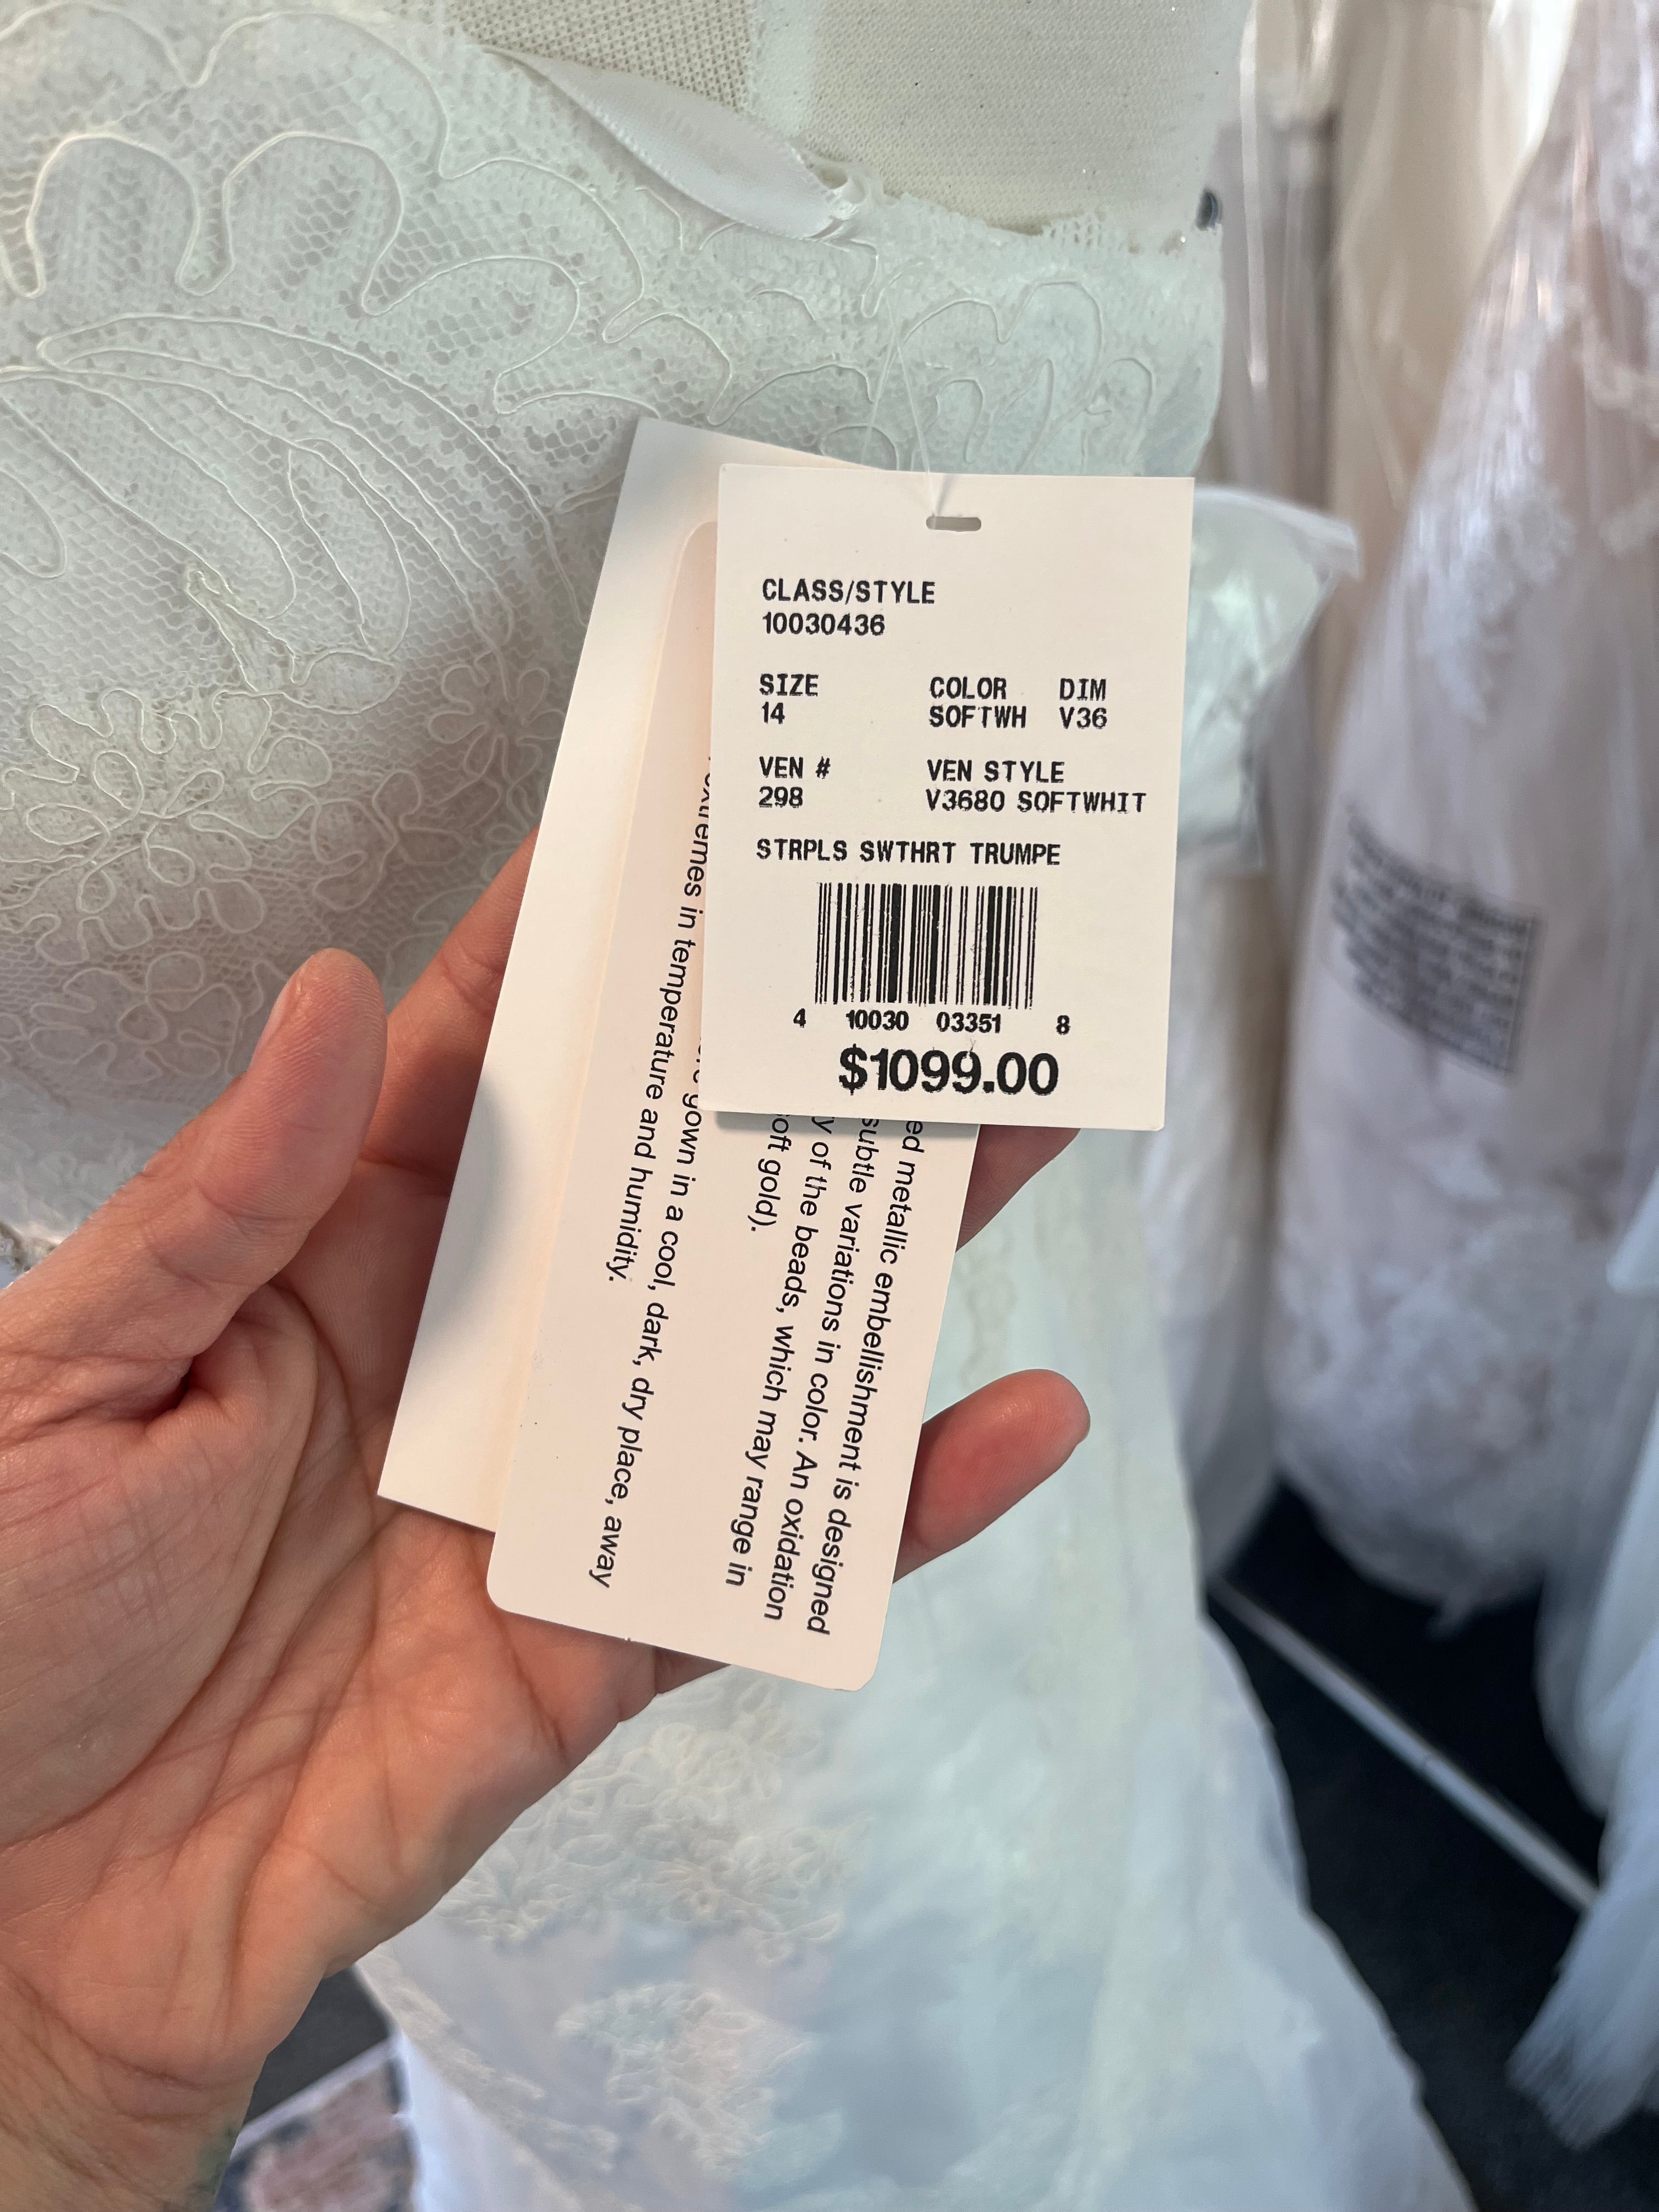 CLASS/STYLE
10030436
SIZE COLOR DIM
14 SOFTWH V36
VEN # VEN STYLE
298 V3680 SOFTWHIT
STRPLS SWTHRT TRUMPE
4 10030 03351 8
$1099.00
ed metallic embellishment is designed
subtle variations in color. An oxidation
y of the beads, which may range in
oft gold).
gown in a cool, dark, dry place, away
extremes in temperature and humidity.